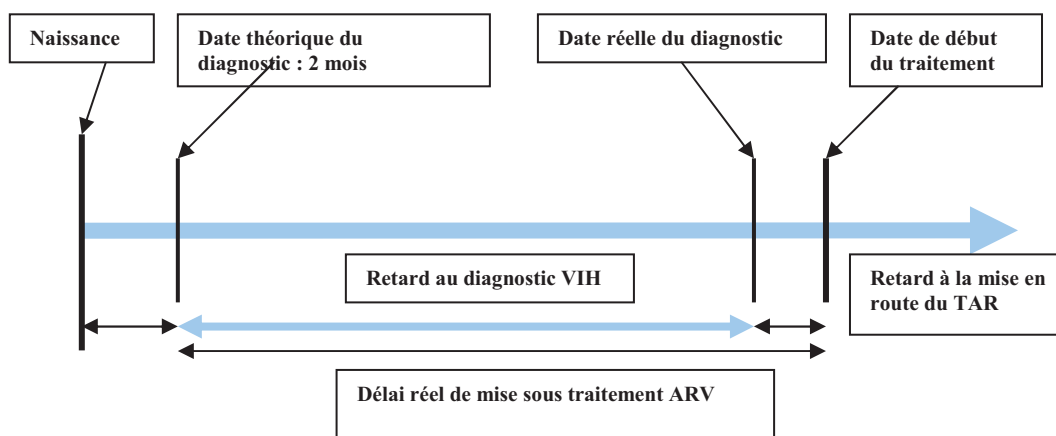 Naissance
Date théorique du
diagnostic : 2 mois
Date réelle du diagnostic
Date de début
du traitement
Retard au diagnostic VIH
Retard à la mise en
route du TAR
Délai réel de mise sous traitement ARV